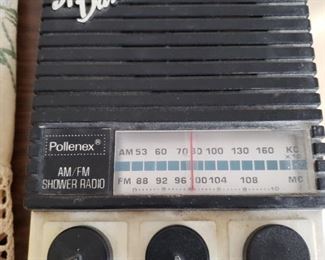 Pollenex®
AM/FM
SHOWER RADIO
AM 53 60 70 80 100 130 160 KC
FM 88 92 96 100 104 108 MC